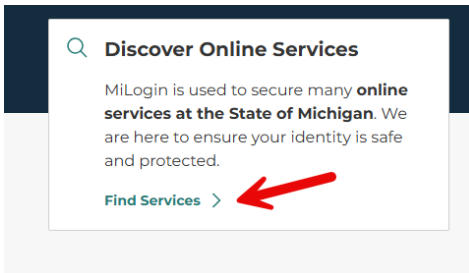 Discover Online Services
MiLogin is used to secure many online
services at the State of Michigan. We
are here to ensure your identity is safe
and protected.
Find Services